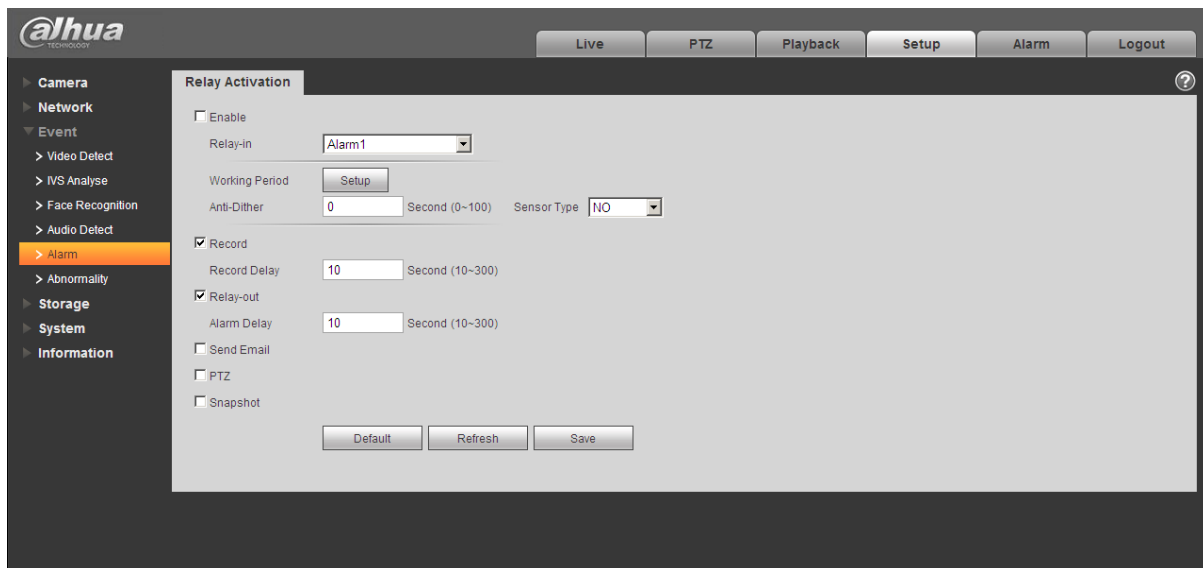 alhua
TECHNOLOGY
Live PTZ Playback Setup Alarm Logout
Camera
Network
Event
> Video Detect
> IVS Analyse
> Face Recognition
> Audio Detect
> Alarm
> Abnormality
Storage
System
Information
Relay Activation
?
Enable
Relay-in Alarm1
Working Period Setup
Anti-Dither 0 Second (0~100) Sensor Type NO
Record
Record Delay 10 Second (10~300)
Relay-out
Alarm Delay 10 Second (10~300)
Send Email
PTZ
Snapshot
Default Refresh Save